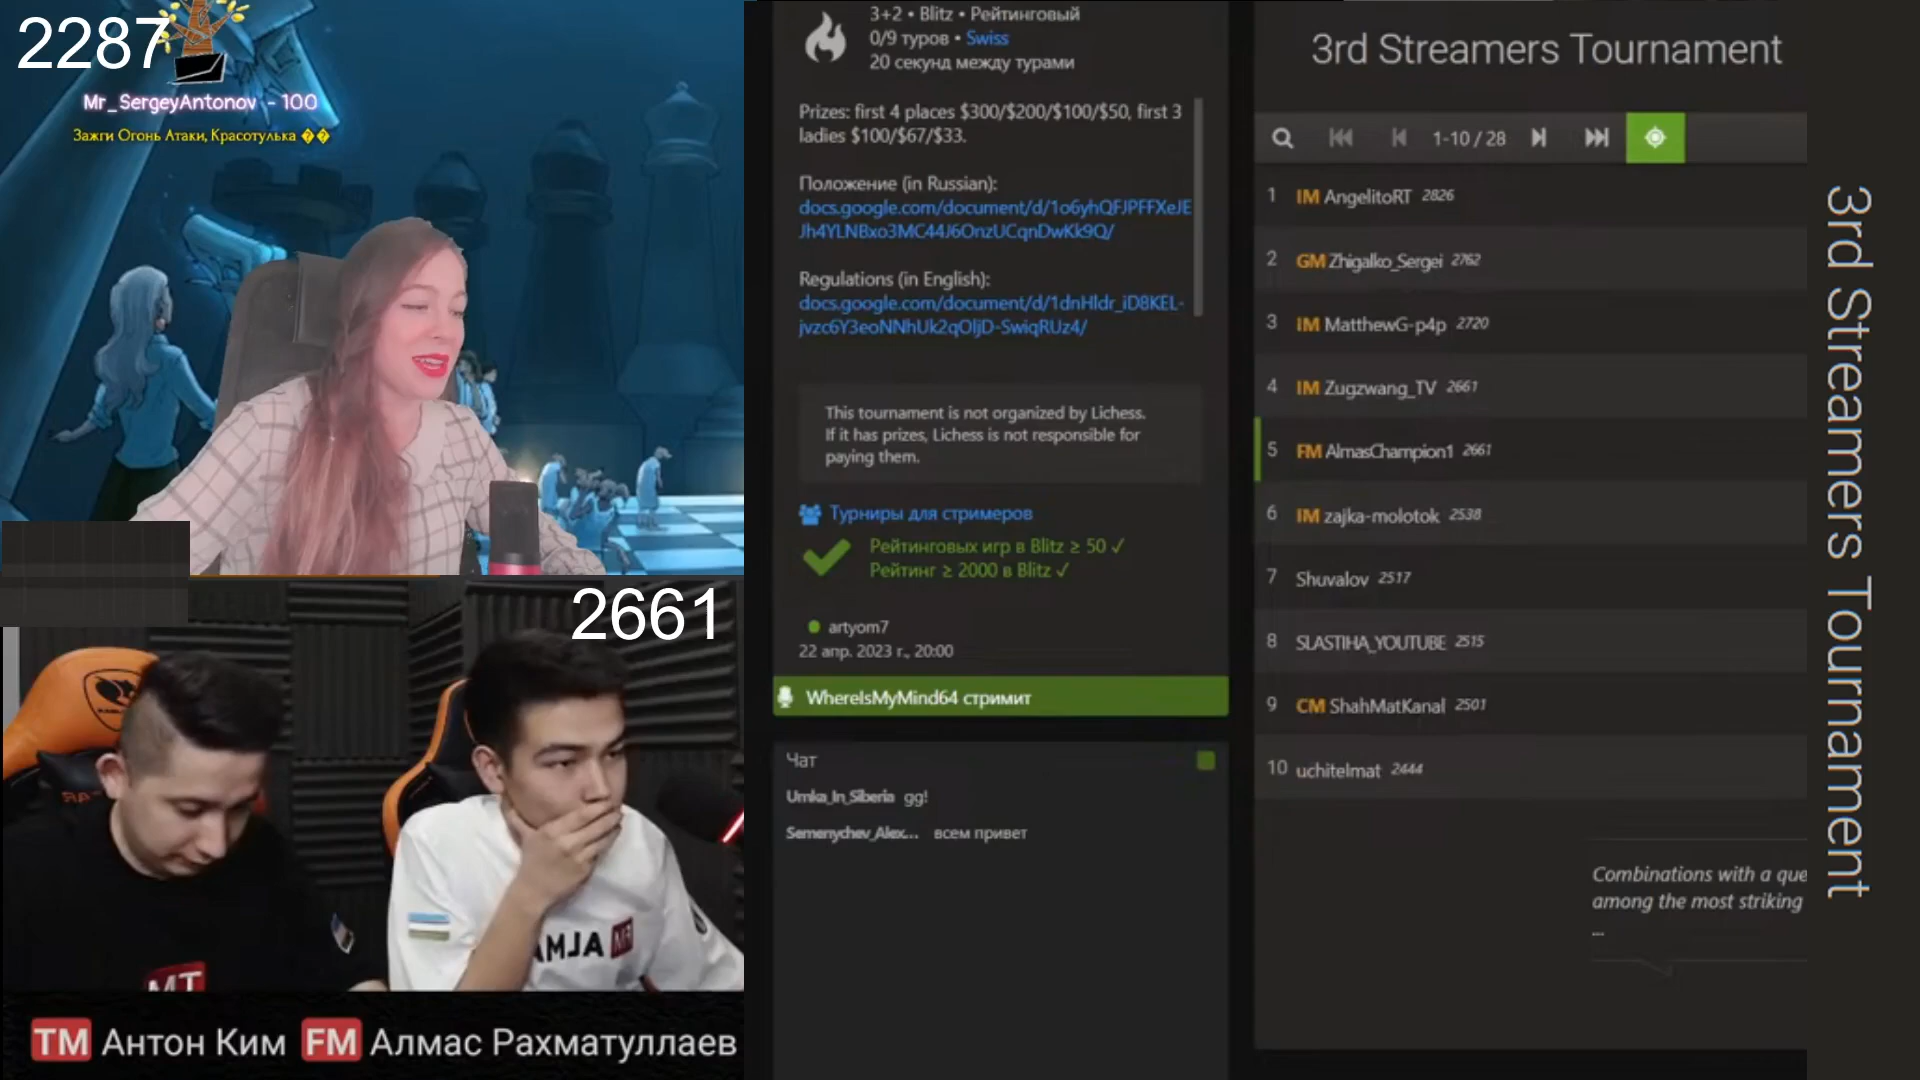 2287
Mr_SergeyAntonov - 100
Зажги Огонь Атаки, Красотулька ��
2661
MT
AMJA
TM Антон Ким FM Алмас Рахматуллаев
3+2 • Blitz • Рейтинговый
0/9 туров • Swiss
20 секунд между турами
Prizes: first 4 places $300/$200/$100/$50, first 3
ladies $100/$67/$33.
Положение (in Russian):
docs.google.com/document/d/1o6yhQFJPFFXeJE
Jh4YLNBxo3MC44J6OnzUCqnDwKk9Q/
Regulations (in English):
docs.google.com/document/d/1dnHldr_iD8KEL-
jvzc6Y3eoNNhUk2qOljD-SwiqRUz4/
This tournament is not organized by Lichess.
If it has prizes, Lichess is not responsible for
paying them.
Турниры для стримеров
Рейтинговых игр в Blitz ≥ 50 ✓
Рейтинг ≥ 2000 в Blitz ✓
artyom7
22 апр. 2023 г., 20:00
WhereIsMyMind64 стримит
Чат
Umka_In_Siberia gg!
Semenychev_Alex... всем привет
3rd Streamers Tournament
1-10 / 28
1 IM AngelitoRT 2826
2 GM Zhigalko_Sergei 2762
3 IM MatthewG-p4p 2720
4 IM Zugzwang_TV 2661
5 FM AlmasChampion1 2661
6 IM zajka-molotok 2538
7 Shuvalov 2517
8 SLASTIHA_YOUTUBE 2515
9 CM ShahMatKanal 2501
10 uchitelmat 2444
Combinations with a que
among the most striking
...
3rd Streamers Tournament